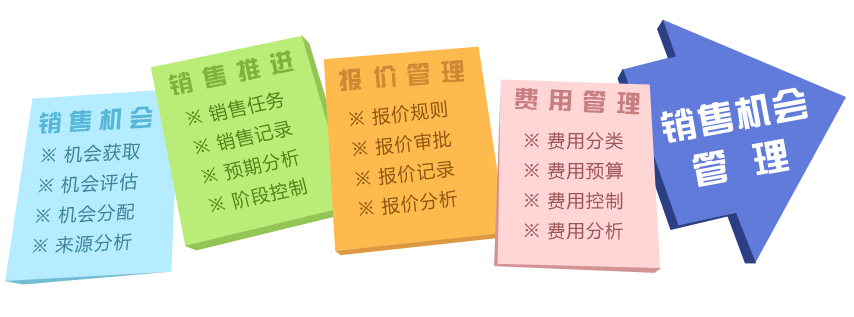 销售机会
※ 机会获取
※ 机会评估
※ 机会分配
※ 来源分析
销售推进
※ 销售任务
※ 销售记录
※ 预期分析
※ 阶段控制
报价管理
※ 报价规则
※ 报价审批
※ 报价记录
※ 报价分析
费用管理
※ 费用分类
※ 费用预算
※ 费用控制
※ 费用分析
销售机会
管理